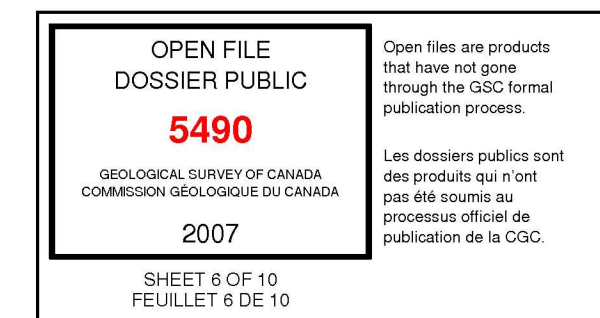 OPEN FILE
DOSSIER PUBLIC
5490
GEOLOGICAL SURVEY OF CANADA
COMMISSION GÉOLOGIQUE DU CANADA
2007
SHEET 6 OF 10
FEUILLET 6 DE 10
Open files are products
that have not gone
through the GSC formal
publication process.
Les dossiers publics sont
des produits qui n'ont
pas été soumis au
processus officiel de
publication de la CGC.